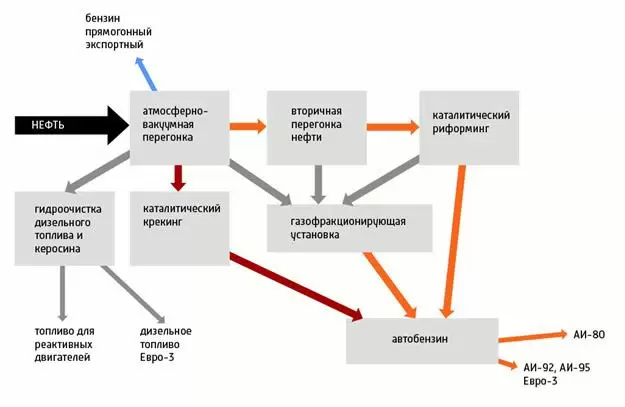 бензин
прямогонный
экспортный
НЕФТЬ
атмосферно-
вакуумная
перегонка
вторичная
перегонка
нефти
каталитический
риформинг
гидроочистка
дизельного
топлива и
керосина
каталитический
крекинг
газофракционирующая
установка
топливо для
реактивных
двигателей
дизельное
топливо
Евро-3
автобензин
АИ-80
АИ-92, АИ-95
Евро-3